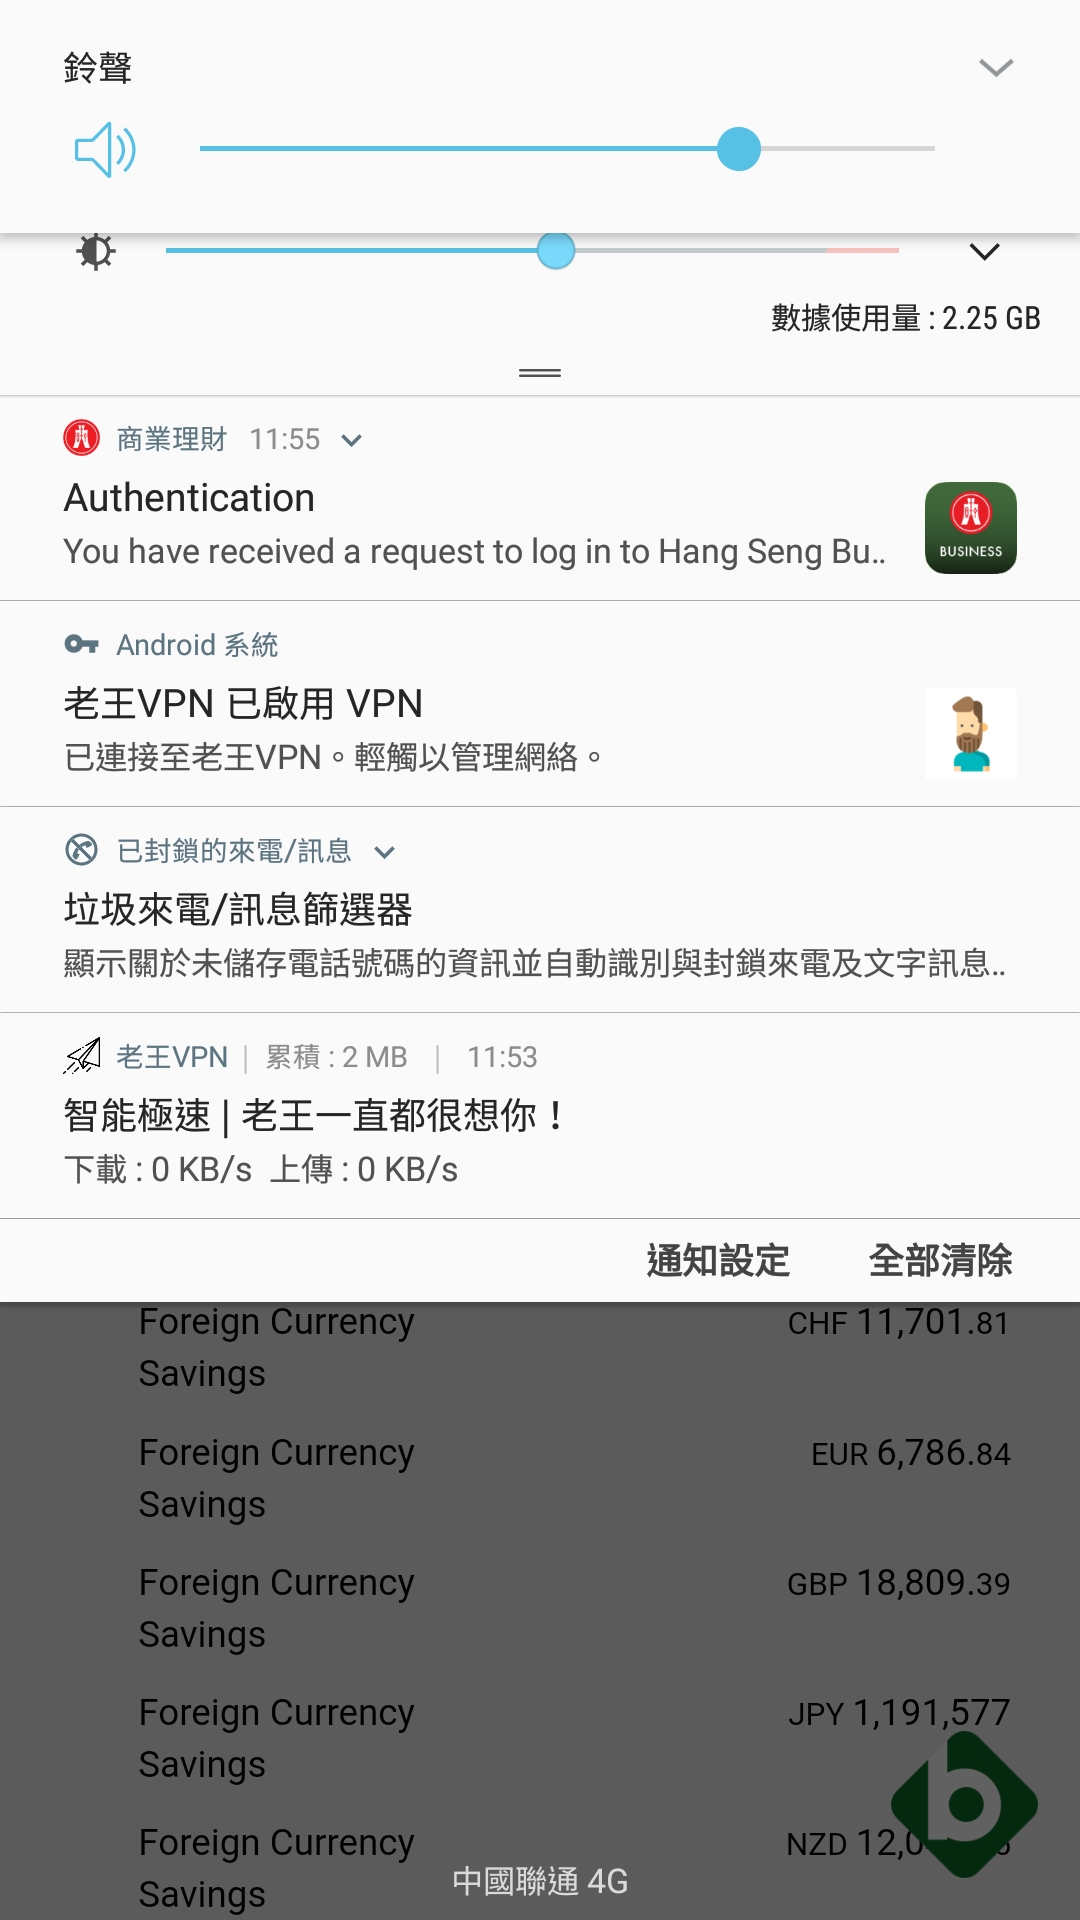 鈴聲
數據使用量 : 2.25 GB
商業理財 11:55
Authentication
You have received a request to log in to Hang Seng Bu..
BUSINESS
Android 系統
老王VPN 已啟用 VPN
已連接至老王VPN。輕觸以管理網絡。
已封鎖的來電/訊息
垃圾來電/訊息篩選器
顯示關於未儲存電話號碼的資訊並自動識別與封鎖來電及文字訊息..
老王VPN | 累積 : 2 MB | 11:53
智能極速 | 老王一直都很想你！
下載 : 0 KB/s 上傳 : 0 KB/s
通知設定 全部清除
Foreign Currency Savings CHF 11,701.81
Foreign Currency Savings EUR 6,786.84
Foreign Currency Savings GBP 18,809.39
Foreign Currency Savings JPY 1,191,577
Foreign Currency Savings NZD 12,0
中國聯通 4G